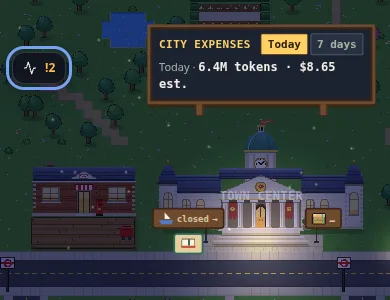 CITY EXPENSES Today 7 days
Today · 6.4M tokens · $8.65
est.
!2
TOWN CENTER
closed →